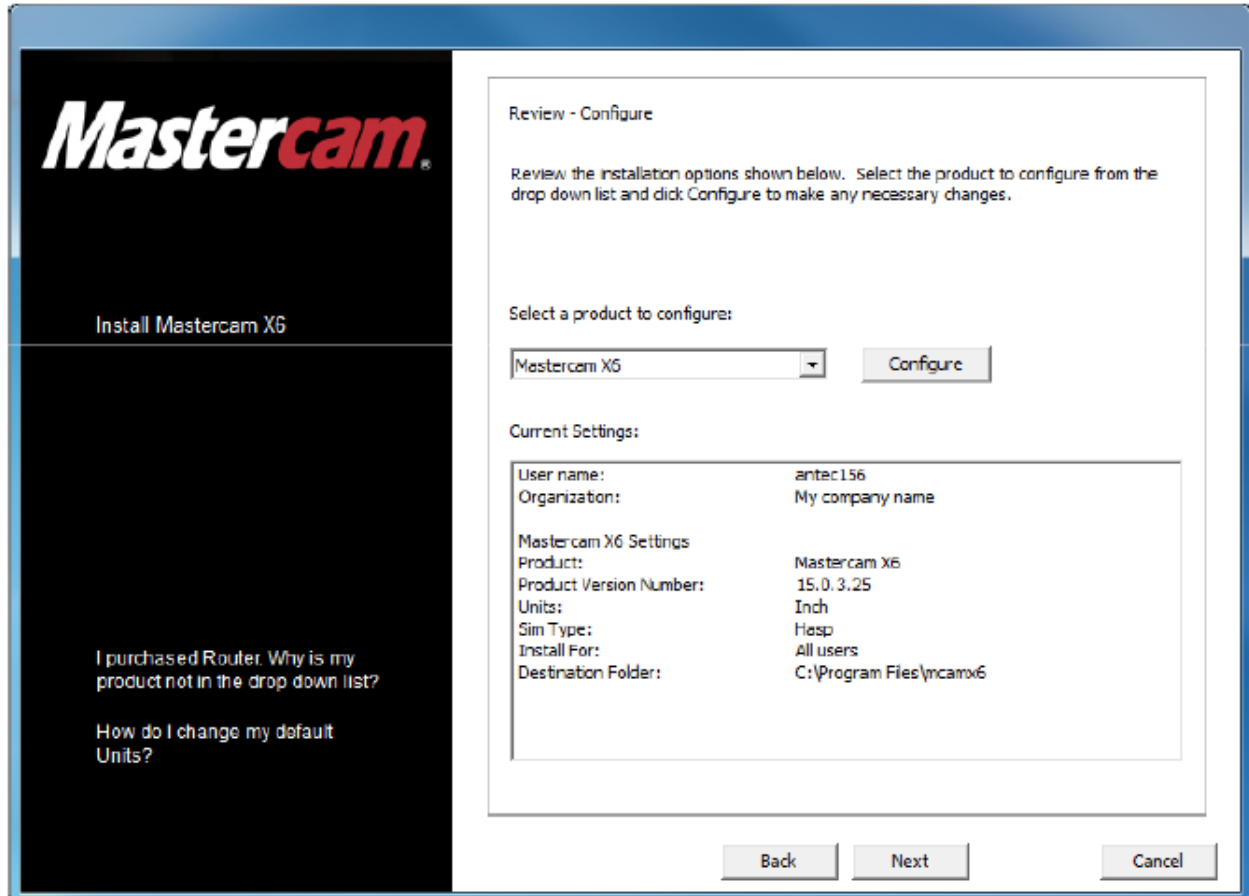 Mastercam®
Install Mastercam X6
I purchased Router. Why is my
product not in the drop down list?
How do I change my default
Units?
Review - Configure
Review the installation options shown below.  Select the product to configure from the
drop down list and click Configure to make any necessary changes.
Select a product to configure:
Mastercam X6
Configure
Current Settings:
User name: antec156
Organization: My company name
Mastercam X6 Settings
Product: Mastercam X6
Product Version Number: 15.0.3.25
Units: Inch
Sim Type: Hasp
Install For: All users
Destination Folder: C:\Program Files\mcamx6
Back Next Cancel